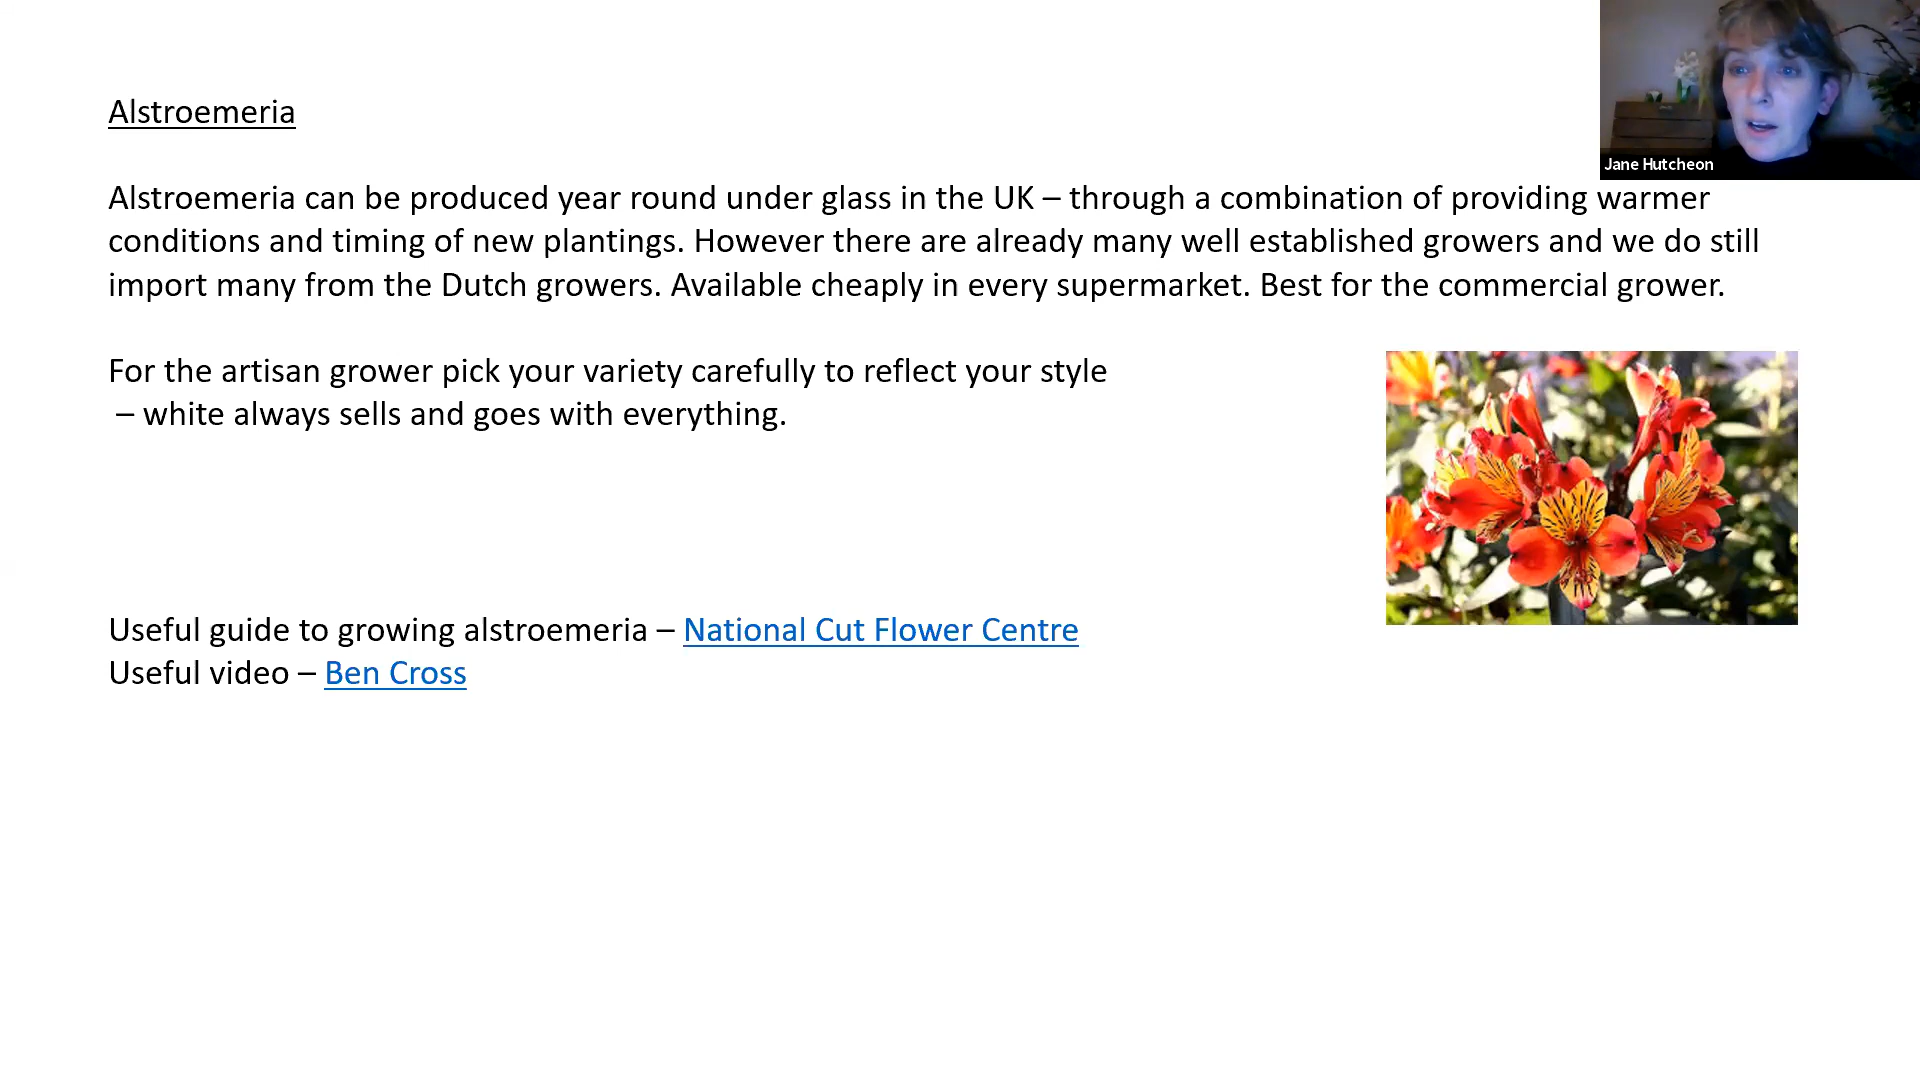 Jane Hutcheon
Alstroemeria
Alstroemeria can be produced year round under glass in the UK – through a combination of providing warmer
conditions and timing of new plantings. However there are already many well established growers and we do still
import many from the Dutch growers. Available cheaply in every supermarket. Best for the commercial grower.
For the artisan grower pick your variety carefully to reflect your style
– white always sells and goes with everything.
Useful guide to growing alstroemeria – National Cut Flower Centre
Useful video – Ben Cross